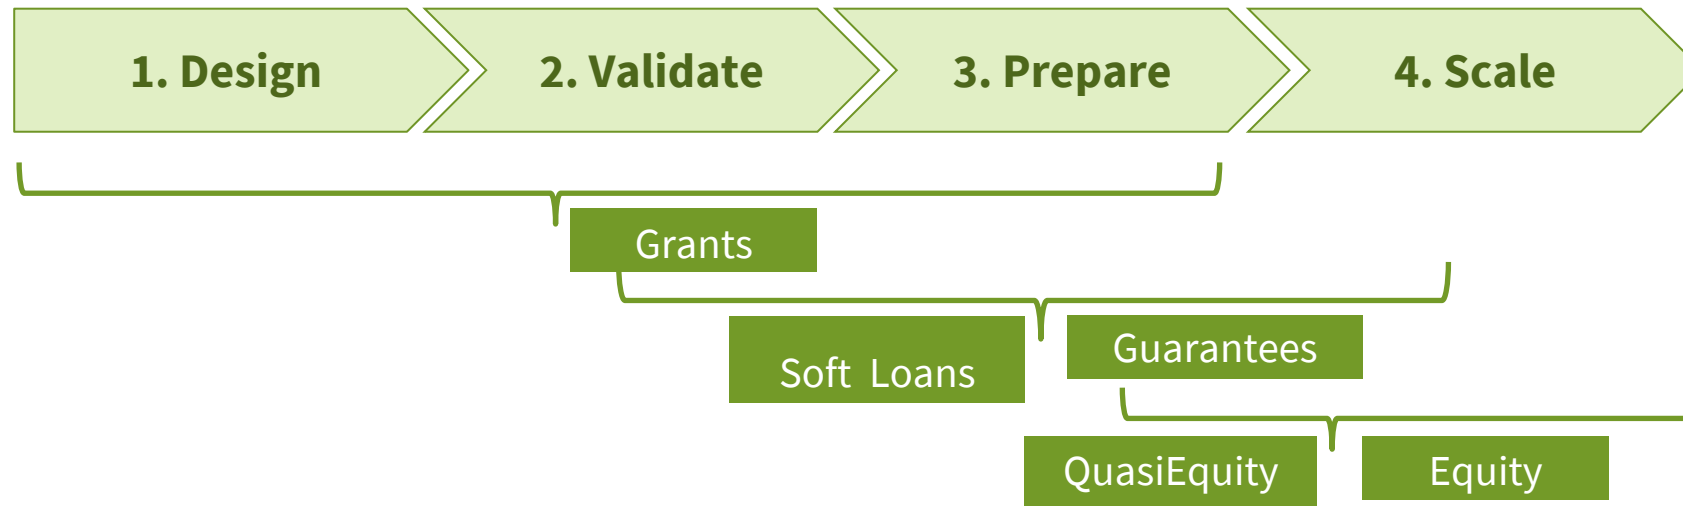 1. Design
2. Validate
3. Prepare
4. Scale
Grants
Soft Loans
Guarantees
QuasiEquity
Equity